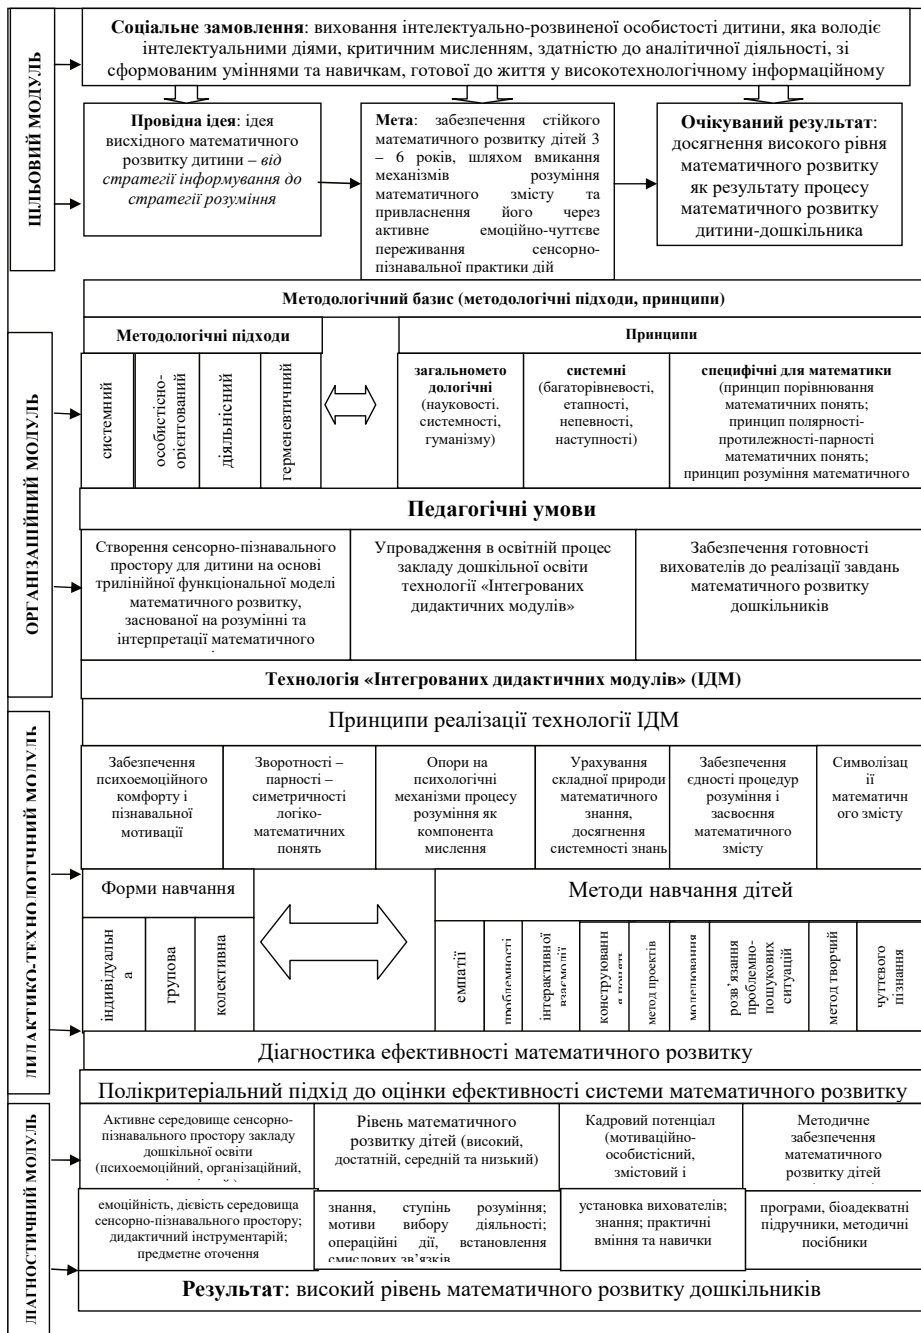 Соціальне замовлення: виховання інтелектуально-розвиненої особистості дитини, яка володіє
інтелектуальними діями, критичним мисленням, здатністю до аналітичної діяльності, зі
сформованим уміннями та навичкам, готової до життя у високотехнологічному інформаційному
ЦІЛЬОВИЙ МОДУЛЬ
Провідна ідея: ідея
висхідного математичного
розвитку дитини – від
стратегії інформування до
стратегії розуміння
Мета: забезпечення стійкого
математичного розвитку дітей 3
– 6 років, шляхом вмикання
механізмів розуміння
математичного змісту та
привласнення його через
активне емоційно-чуттєве
переживання сенсорно-
пізнавальної практики дій
Очікуваний результат:
досягнення високого рівня
математичного розвитку
як результату процесу
математичного розвитку
дитини-дошкільника
Методологічний базис (методологічні підходи, принципи)
ОРГАНІЗАЦІЙНИЙ МОДУЛЬ
Методологічні підходи
Принципи
системний
особистісно-
орієнтований
діяльнісний
герменевтичний
загальномето
дологічні
(науковості.
системності,
гуманізму)
системні
(багаторівневості,
етапності,
непевності,
наступності)
специфічні для математики
(принцип порівнювання
математичних понять;
принцип полярності-
протилежності-парності
математичних понять;
принцип розуміння математичного
Педагогічні умови
Створення сенсорно-пізнавального
простору для дитини на основі
трилінійної функціональної моделі
математичного розвитку,
заснованої на розумінні та
інтерпретації математичного
Упровадження в освітній процес
закладу дошкільної освіти
технології «Інтегрованих
дидактичних модулів»
Забезпечення готовності
вихователів до реалізації завдань
математичного розвитку
дошкільників
Технологія «Інтегрованих дидактичних модулів» (ІДМ)
ДИДАКТИКО-ТЕХНОЛОГІЧНИЙ МОДУЛЬ
Принципи реалізації технології ІДМ
Забезпечення
психоемоційного
комфорту і
пізнавальної
мотивації
Зворотності –
парності –
симетричності
логіко-
математичних
понять
Опори на
психологічні
механізми процесу
розуміння як
компонента
мислення
Урахування
складної природи
математичного
знання,
досягнення
системності знань
Забезпечення
єдності процедур
розуміння і
засвоєння
математичного
змісту
Символізац
ії
математичн
ого змісту
Форми навчання
Методи навчання дітей
індивідуальн
а
групова
колективна
емпатії
проблемності
інтерактивної
взаємодії
конструюванн
я понять
метод проектів
моделювання
розв’язання
проблемно-
пошукових
ситуацій
метод творчий
чуттєвого
пізнання
Діагностика ефективності математичного розвитку
Полікритеріальний підхід до оцінки ефективності системи математичного розвитку
ДІАГНОСТИЧНИЙ МОДУЛЬ
Активне середовище сенсорно-
пізнавального простору закладу
дошкільної освіти
(психоемоційний, організаційний,
Рівень математичного
розвитку дітей (високий,
достатній, середній та низький)
Кадровий потенціал
(мотиваційно-
особистісний,
змістовий і
Методичне
забезпечення
математичного
розвитку дітей
емоційність, дієвість середовища
сенсорно-пізнавального простору;
дидактичний інструментарій;
предметне оточення
знання, ступінь розуміння;
мотиви вибору діяльності;
операційні дії, встановлення
смислових зв’язків
установка вихователів;
знання; практичні
вміння та навички
програми, біоадекватні
підручники, методичні
посібники
Результат: високий рівень математичного розвитку дошкільників